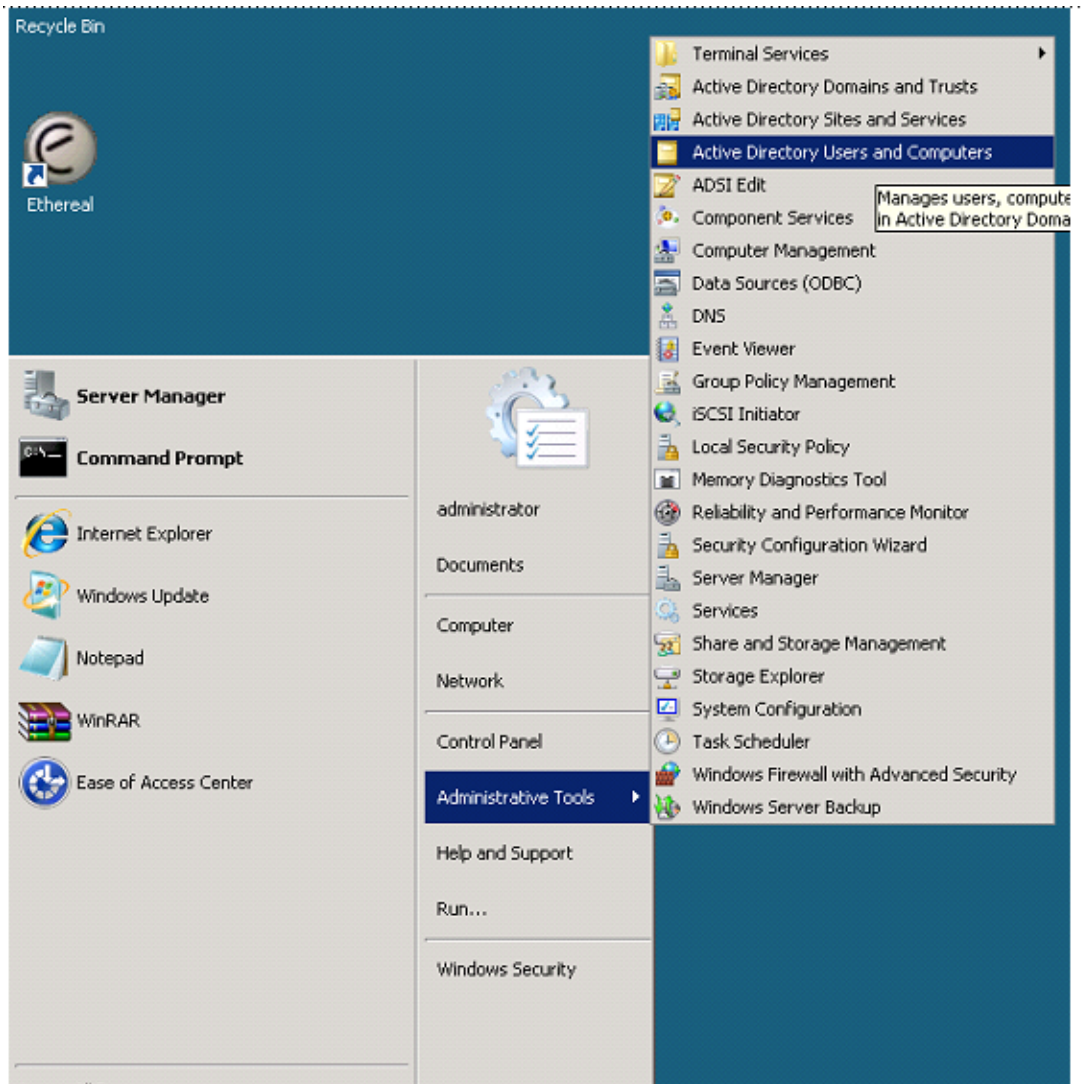 Recycle Bin
Ethereal
Server Manager
Command Prompt
Internet Explorer
Windows Update
Notepad
WinRAR
Ease of Access Center
administrator
Documents
Computer
Network
Control Panel
Administrative Tools
Help and Support
Run...
Windows Security
Terminal Services
Active Directory Domains and Trusts
Active Directory Sites and Services
Active Directory Users and Computers
ADSI Edit
Manages users, compute
in Active Directory Doma
Component Services
Computer Management
Data Sources (ODBC)
DNS
Event Viewer
Group Policy Management
iSCSI Initiator
Local Security Policy
Memory Diagnostics Tool
Reliability and Performance Monitor
Security Configuration Wizard
Server Manager
Services
Share and Storage Management
Storage Explorer
System Configuration
Task Scheduler
Windows Firewall with Advanced Security
Windows Server Backup